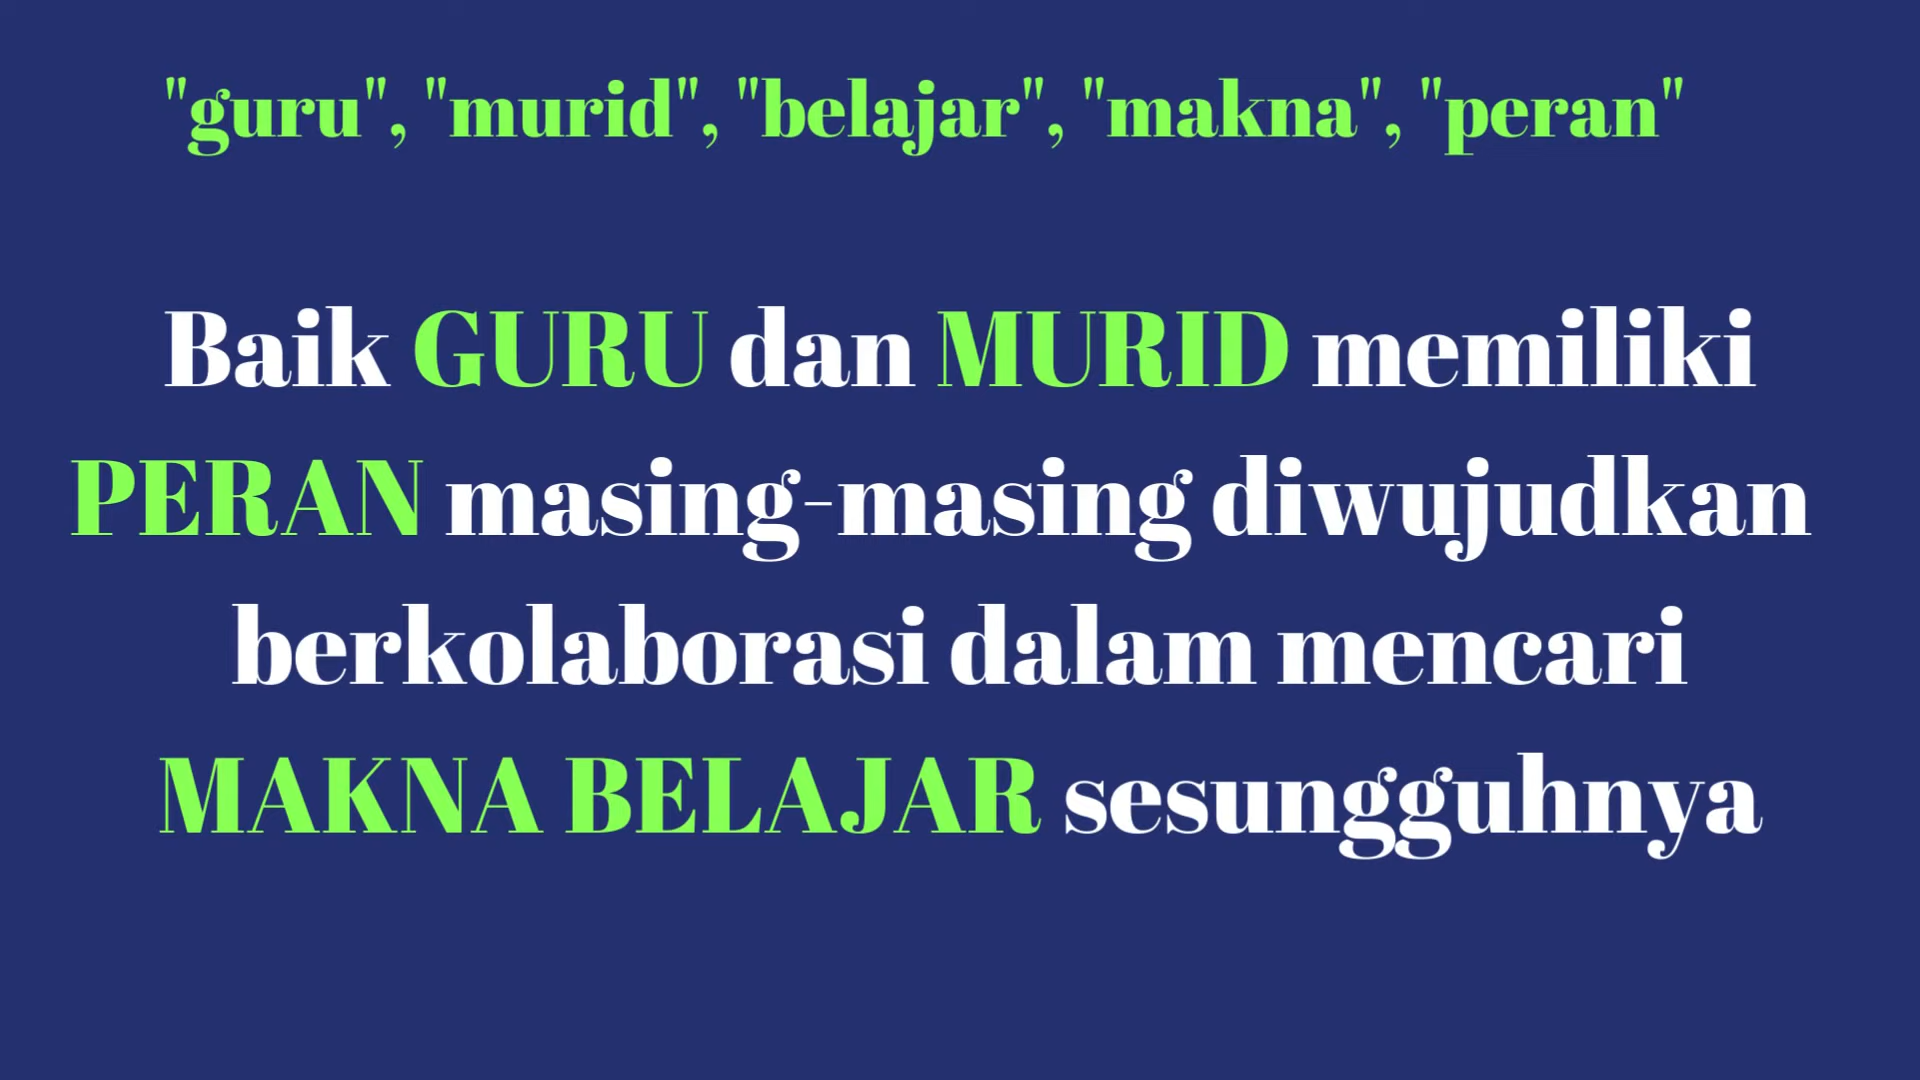 "guru", "murid", "belajar", "makna", "peran"
Baik GURU dan MURID memiliki
PERAN masing-masing diwujudkan
berkolaborasi dalam mencari
MAKNA BELAJAR sesungguhnya